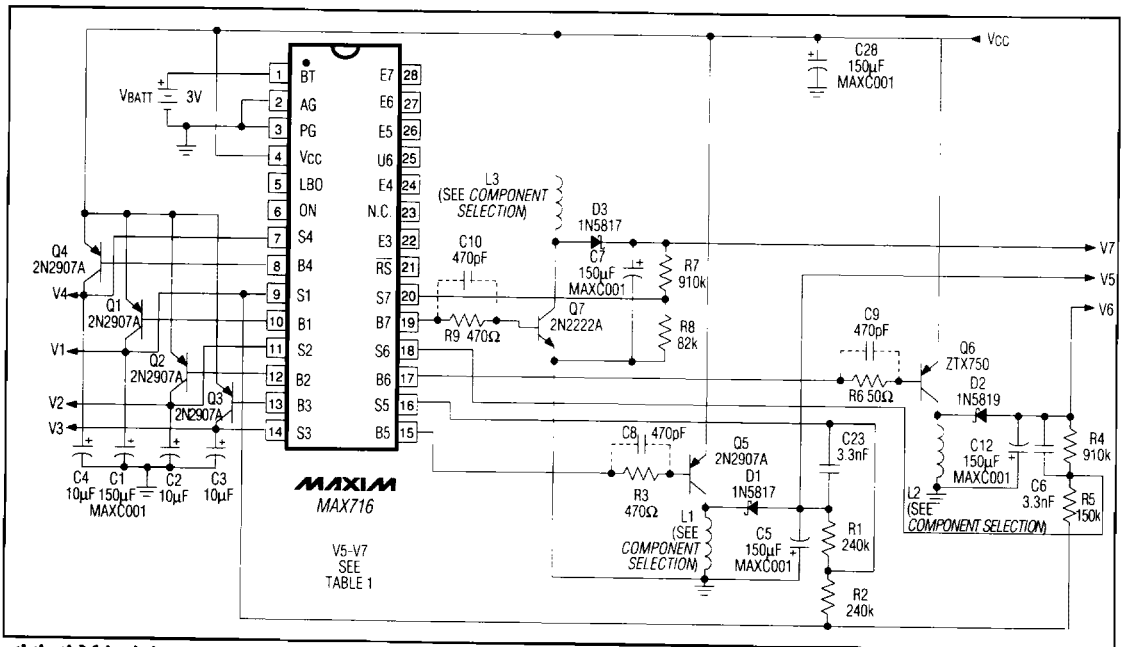 VCC
C28
150µF
MAXC001
VBATT
3V
1 BT
2 AG
3 PG
4 VCC
5 LBO
6 ON
7 S4
8 B4
9 S1
10 B1
11 S2
12 B2
13 B3
14 S3
E7 28
E6 27
E5 26
U6 25
E4 24
N.C. 23
E3 22
RS 21
S7 20
B7 19
S6 18
B6 17
S5 16
B5 15
MAXIM
MAX716
V5-V7
SEE
TABLE 1
Q4
2N2907A
V4
Q1
2N2907A
V1
Q2
2N2907A
V2
Q3
2N2907A
V3
C4
10µF
C1
150µF
MAXC001
C2
10µF
C3
10µF
L3
(SEE COMPONENT
SELECTION)
D3
1N5817
C10
470pF
C7
150µF
MAXC001
R7
910k
R9 470Ω
Q7
2N2222A
R8
82k
V7
V5
V6
C9
470pF
Q6
ZTX750
R6 50Ω
D2
1N5819
C8 470pF
Q5
2N2907A
C23
3.3nF
R3
470Ω
D1
1N5817
L1
(SEE
COMPONENT
SELECTION)
C5
150µF
MAXC001
R1
240k
R2
240k
C12
150µF
MAXC001
C6
3.3nF
R4
910k
R5
150k
L2
(SEE
COMPONENT SELECTION)